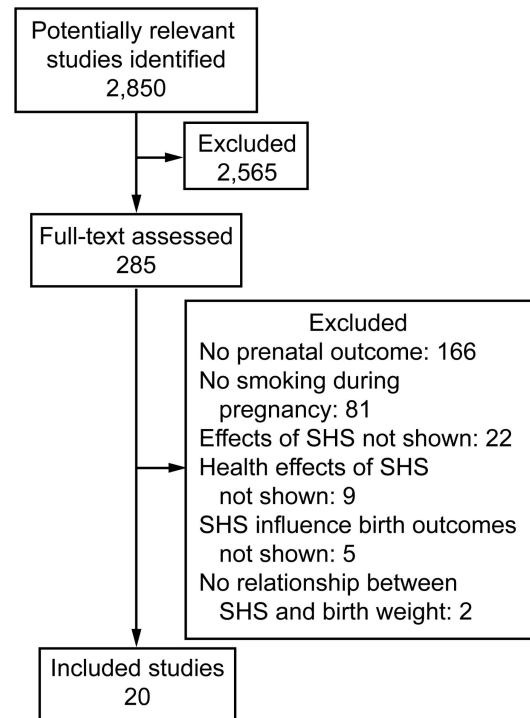 Potentially relevant
studies identified
2,850
Excluded
2,565
Full-text assessed
285
Excluded
No prenatal outcome: 166
No smoking during
pregnancy: 81
Effects of SHS not shown: 22
Health effects of SHS
not shown: 9
SHS influence birth outcomes
not shown: 5
No relationship between
SHS and birth weight: 2
Included studies
20